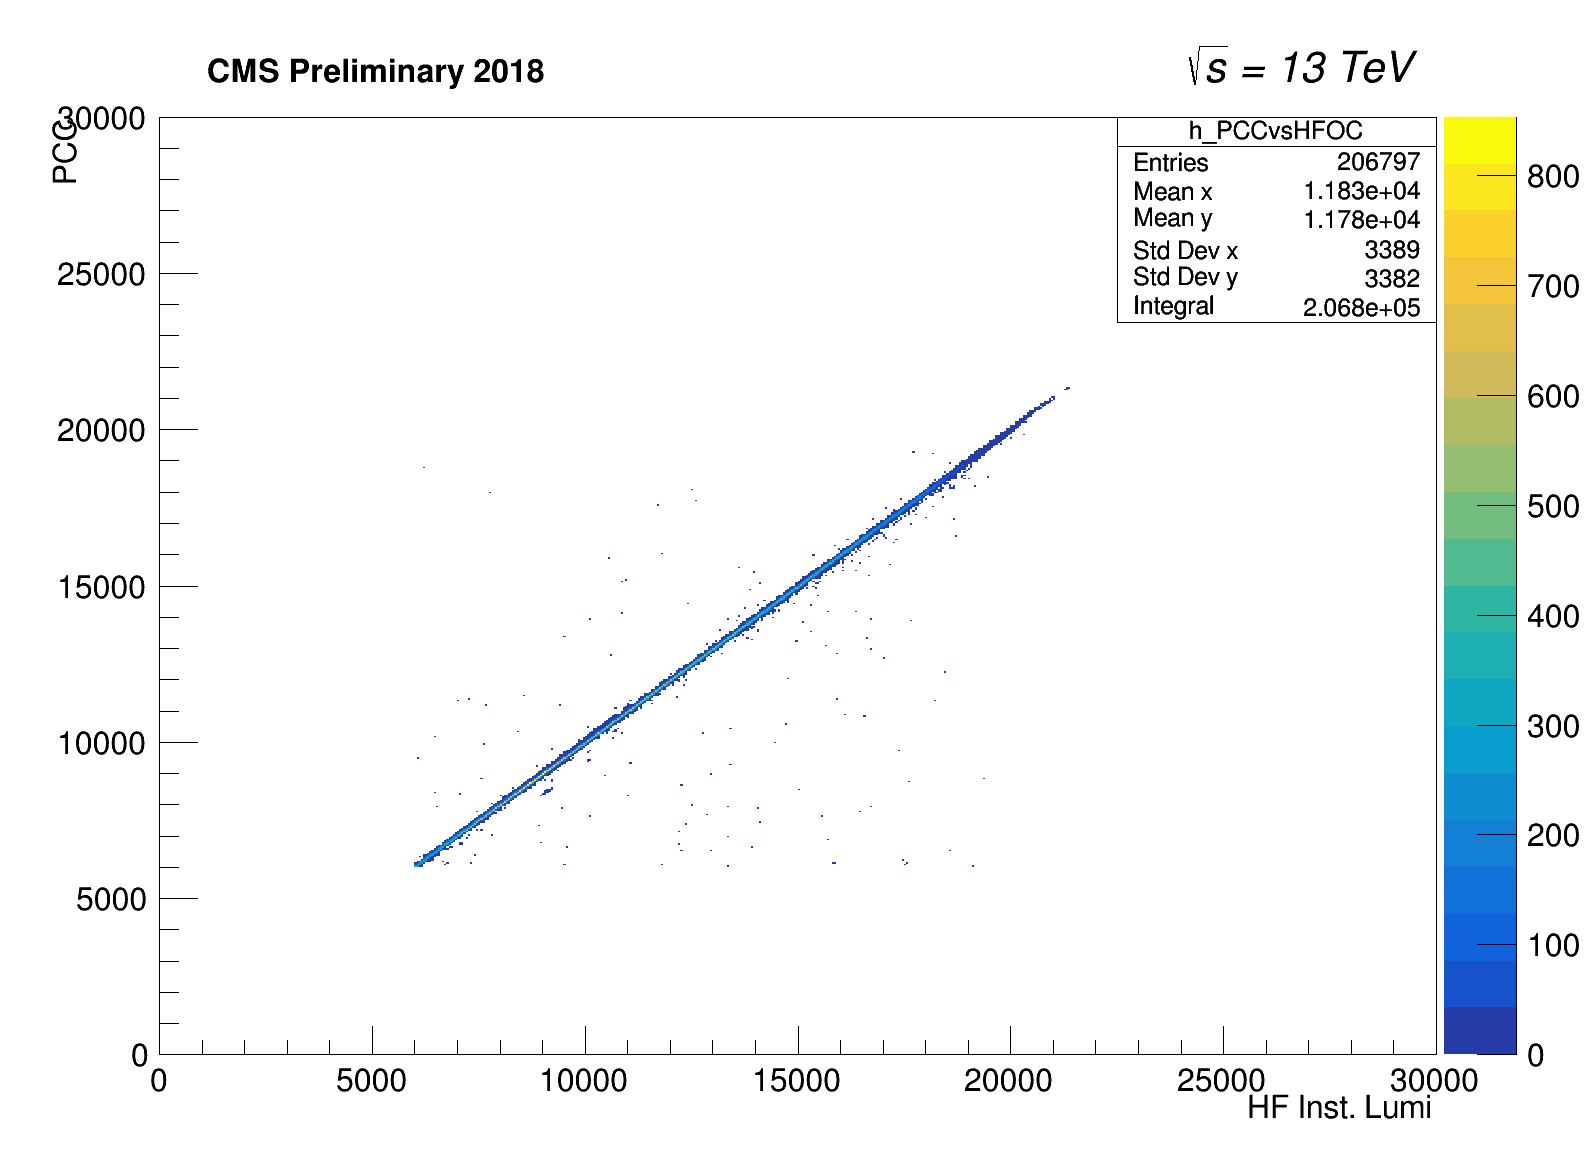 CMS Preliminary 2018
√s = 13 TeV
PCC
30000
25000
20000
15000
10000
5000
0
h_PCCvsHFOC
Entries 206797
Mean x 1.183e+04
Mean y 1.178e+04
Std Dev x 3389
Std Dev y 3382
Integral 2.068e+05
800
700
600
500
400
300
200
100
0
0 5000 10000 15000 20000 25000 30000
HF Inst. Lumi